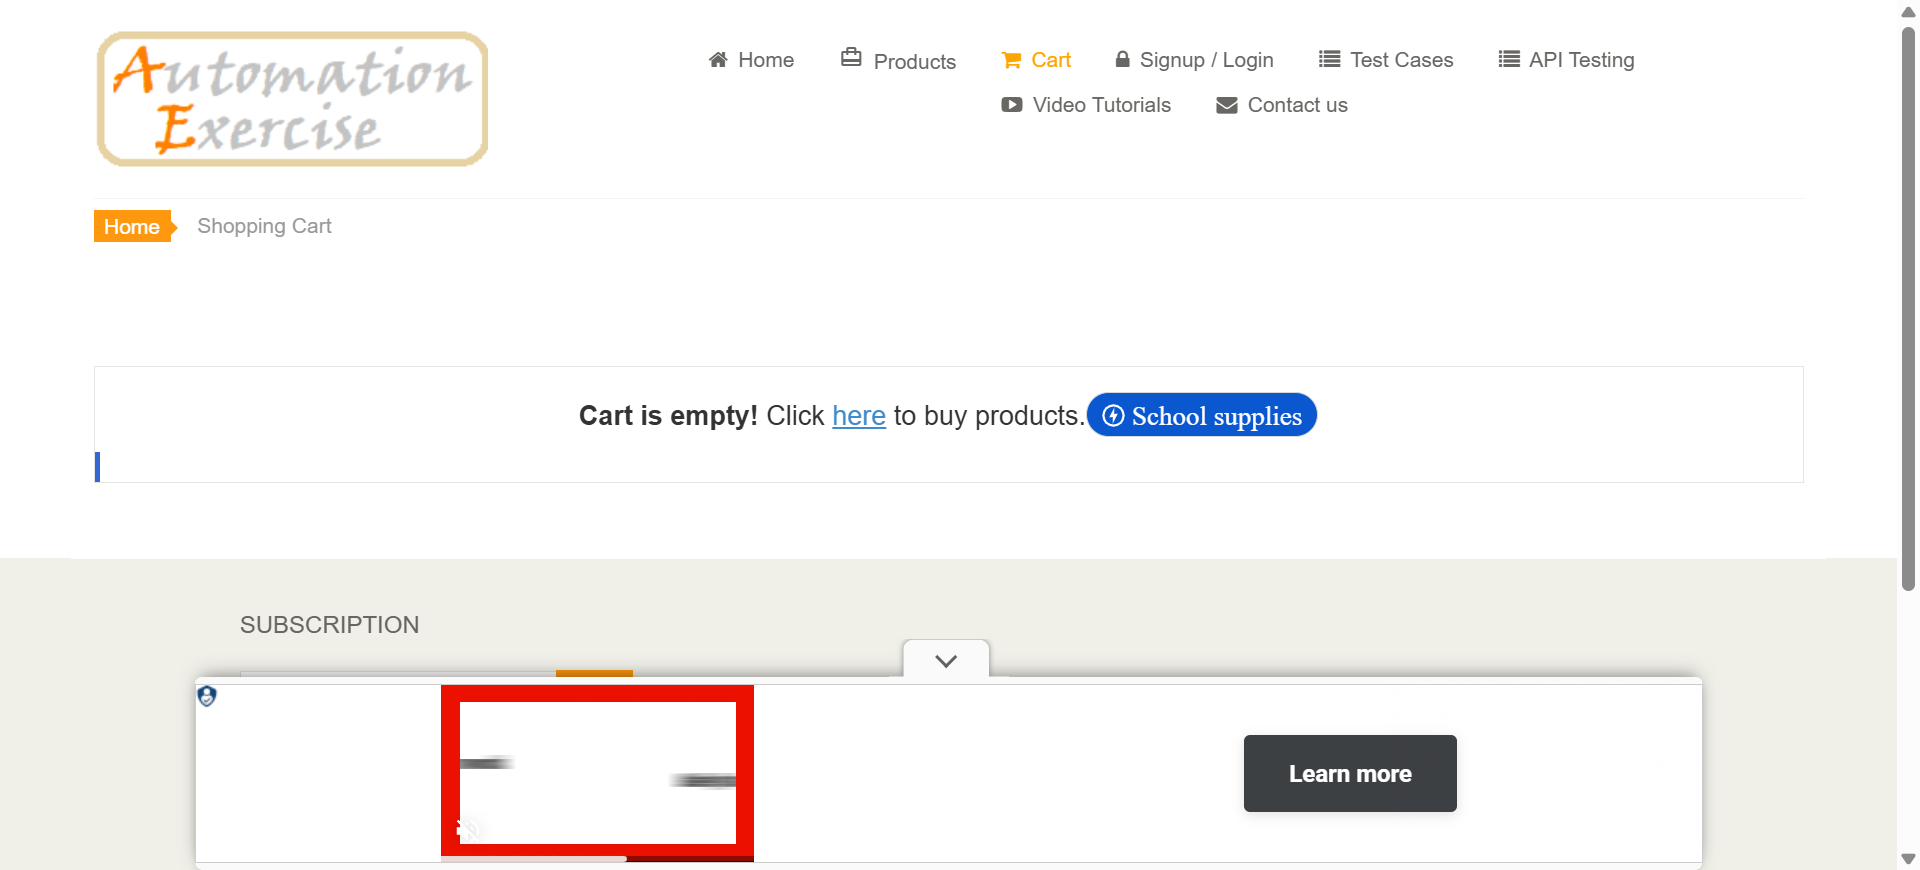 Automation
Exercise
Home
Products
Cart
Signup / Login
Test Cases
API Testing
Video Tutorials
Contact us
Home
Shopping Cart
Cart is empty! Click here to buy products. School supplies
SUBSCRIPTION
Learn more